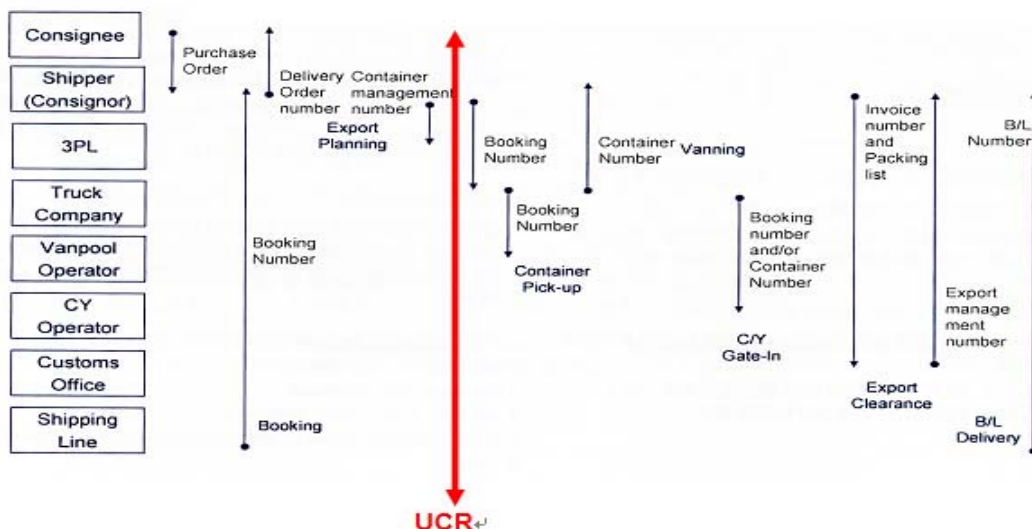 Consignee
Shipper
(Consignor)
3PL
Truck
Company
Vanpool
Operator
CY
Operator
Customs
Office
Shipping
Line
Purchase
Order
Booking
Number
Booking
Delivery
Order
number
Container
management
number
Export
Planning
Booking
Number
Booking
Number
Container
Pick-up
Container
Number
Vanning
Booking
number
and/or
Container
Number
C/Y
Gate-In
Invoice
number
and
Packing
list
Export
Clearance
Export
manage
ment
number
B/L
Number
B/L
Delivery
UCR